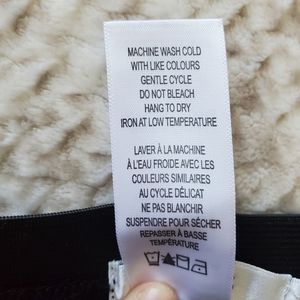 MACHINE WASH COLD
WITH LIKE COLOURS
GENTLE CYCLE
DO NOT BLEACH
HANG TO DRY
IRON AT LOW TEMPERATURE
LAVER À LA MACHINE
À L'EAU FROIDE AVEC LES
COULEURS SIMILAIRES
AU CYCLE DÉLICAT
NE PAS BLANCHIR
SUSPENDRE POUR SÉCHER
REPASSER À BASSE
TEMPÉRATURE